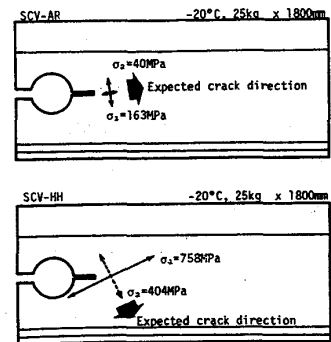 SCV-AR -20°C, 25kg x 1800mm
σ₂=40MPa
Expected crack direction
σ₁=163MPa
SCV-HH -20°C, 25kg x 1800mm
σ₁=758MPa
σ₂=404MPa
Expected crack direction